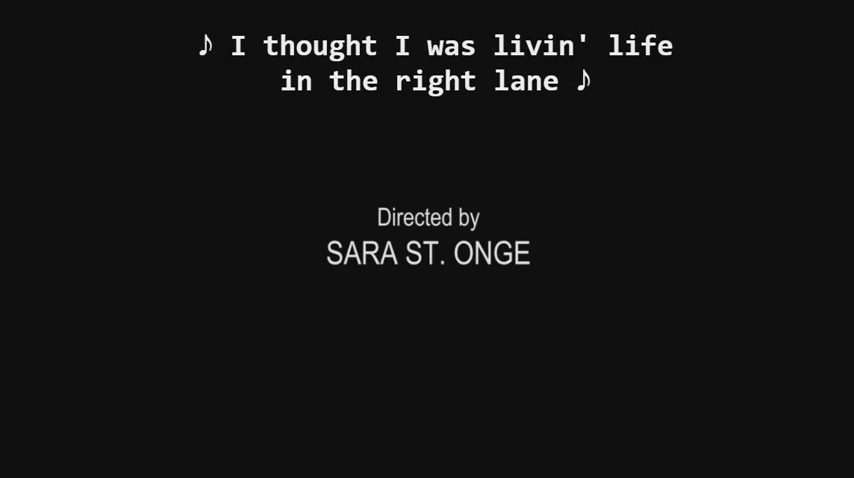 ♪ I thought I was livin' life
in the right lane ♪
Directed by
SARA ST. ONGE